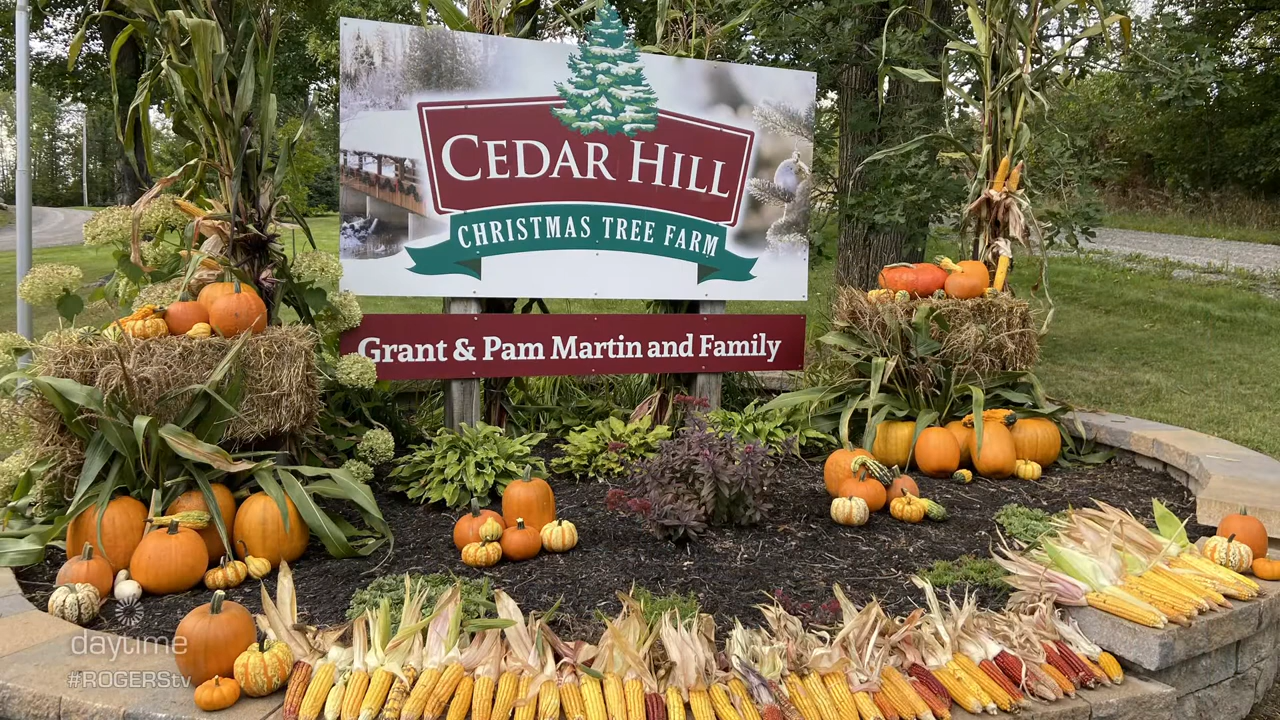 CEDAR HILL
CHRISTMAS TREE FARM
Grant & Pam Martin and Family
daytime
#ROGERStv